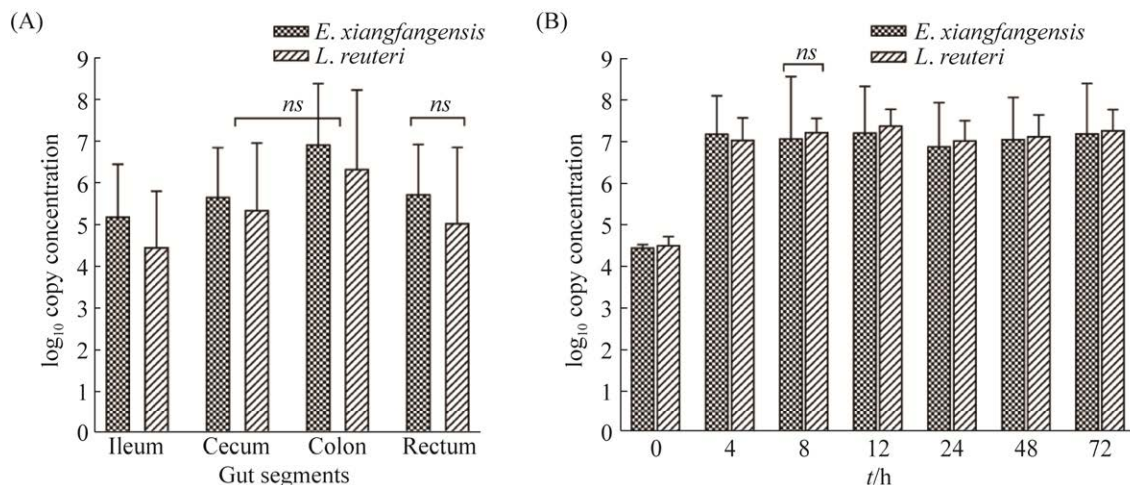 (A)
E. xiangfangensis
L. reuteri
9
8
7
6
5
4
3
2
1
0
log₁₀ copy concentration
ns
ns
Ileum Cecum Colon Rectum
Gut segments
(B)
E. xiangfangensis
L. reuteri
9
8
7
6
5
4
3
2
1
0
log₁₀ copy concentration
ns
0 4 8 12 24 48 72
t/h